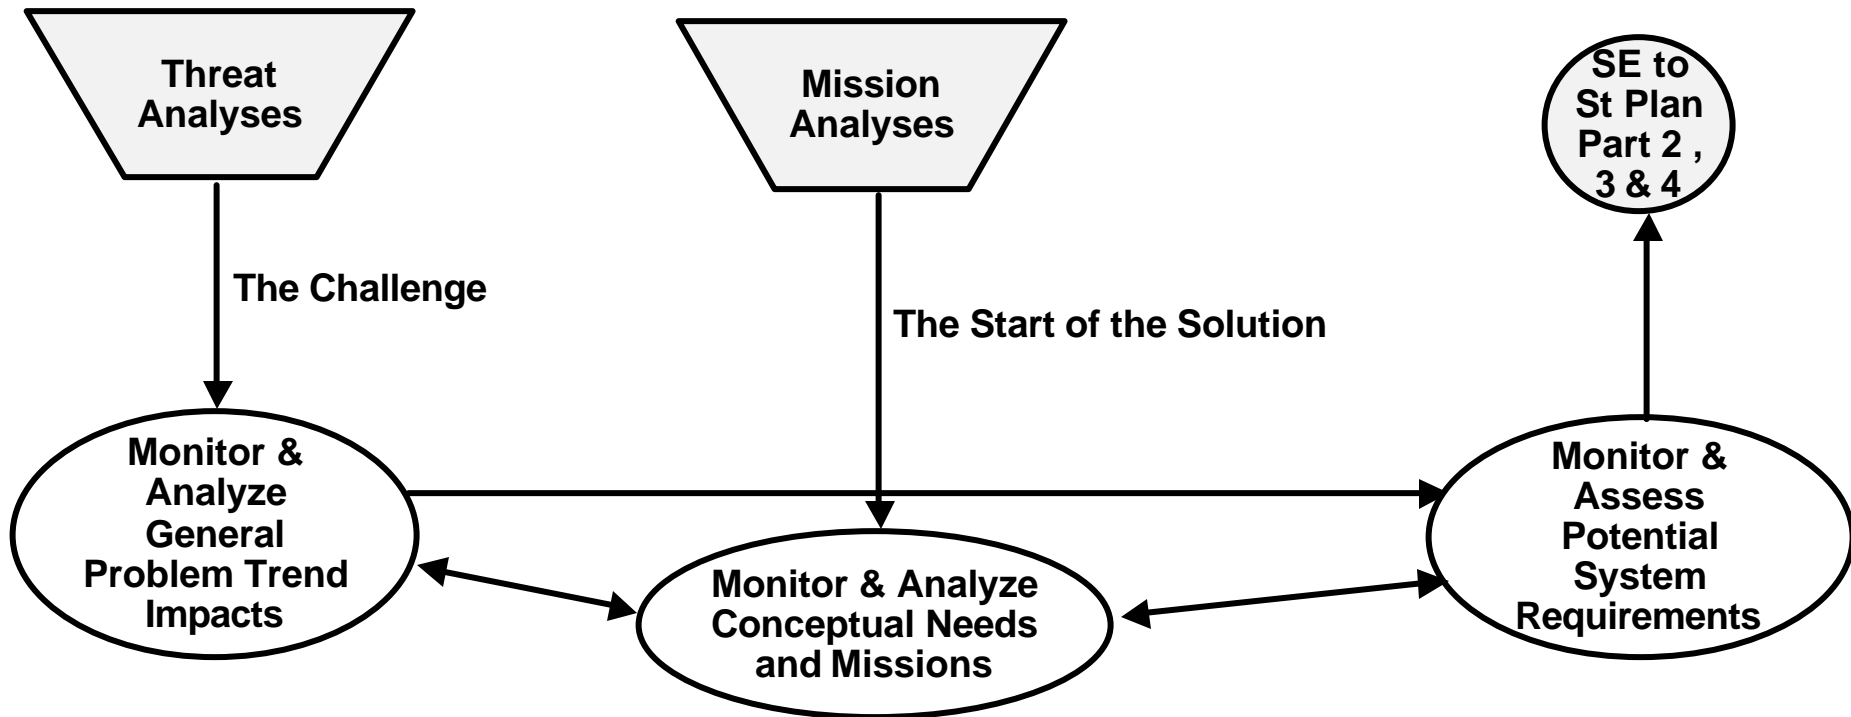 Threat
Analyses
Mission
Analyses
SE to
St Plan
Part 2 ,
3 & 4
The Challenge
The Start of the Solution
Monitor &
Analyze
General
Problem Trend
Impacts
Monitor & Analyze
Conceptual Needs
and Missions
Monitor &
Assess
Potential
System
Requirements